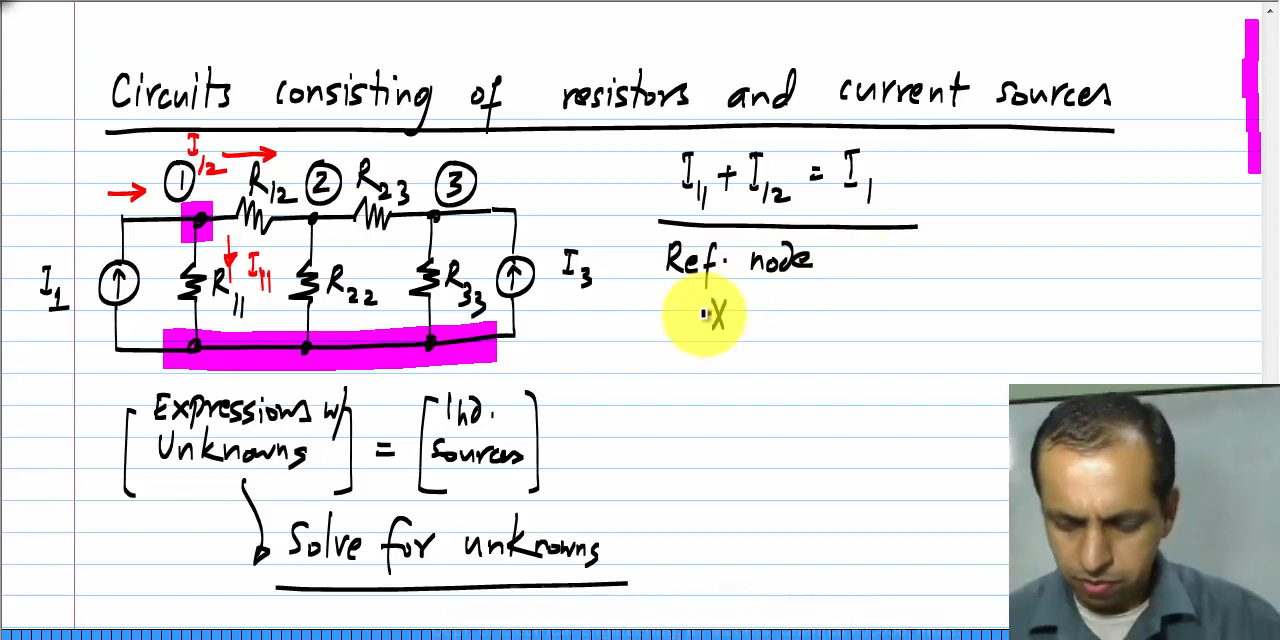 Circuits consisting of resistors and current sources
I12
1 R12 2 R23 3
I1 R11 I11 R22 R33 I3
I11 + I12 = I1
Ref. node
X
Expressions w/
Unknowns
=
Ind.
Sources
Solve for unknowns